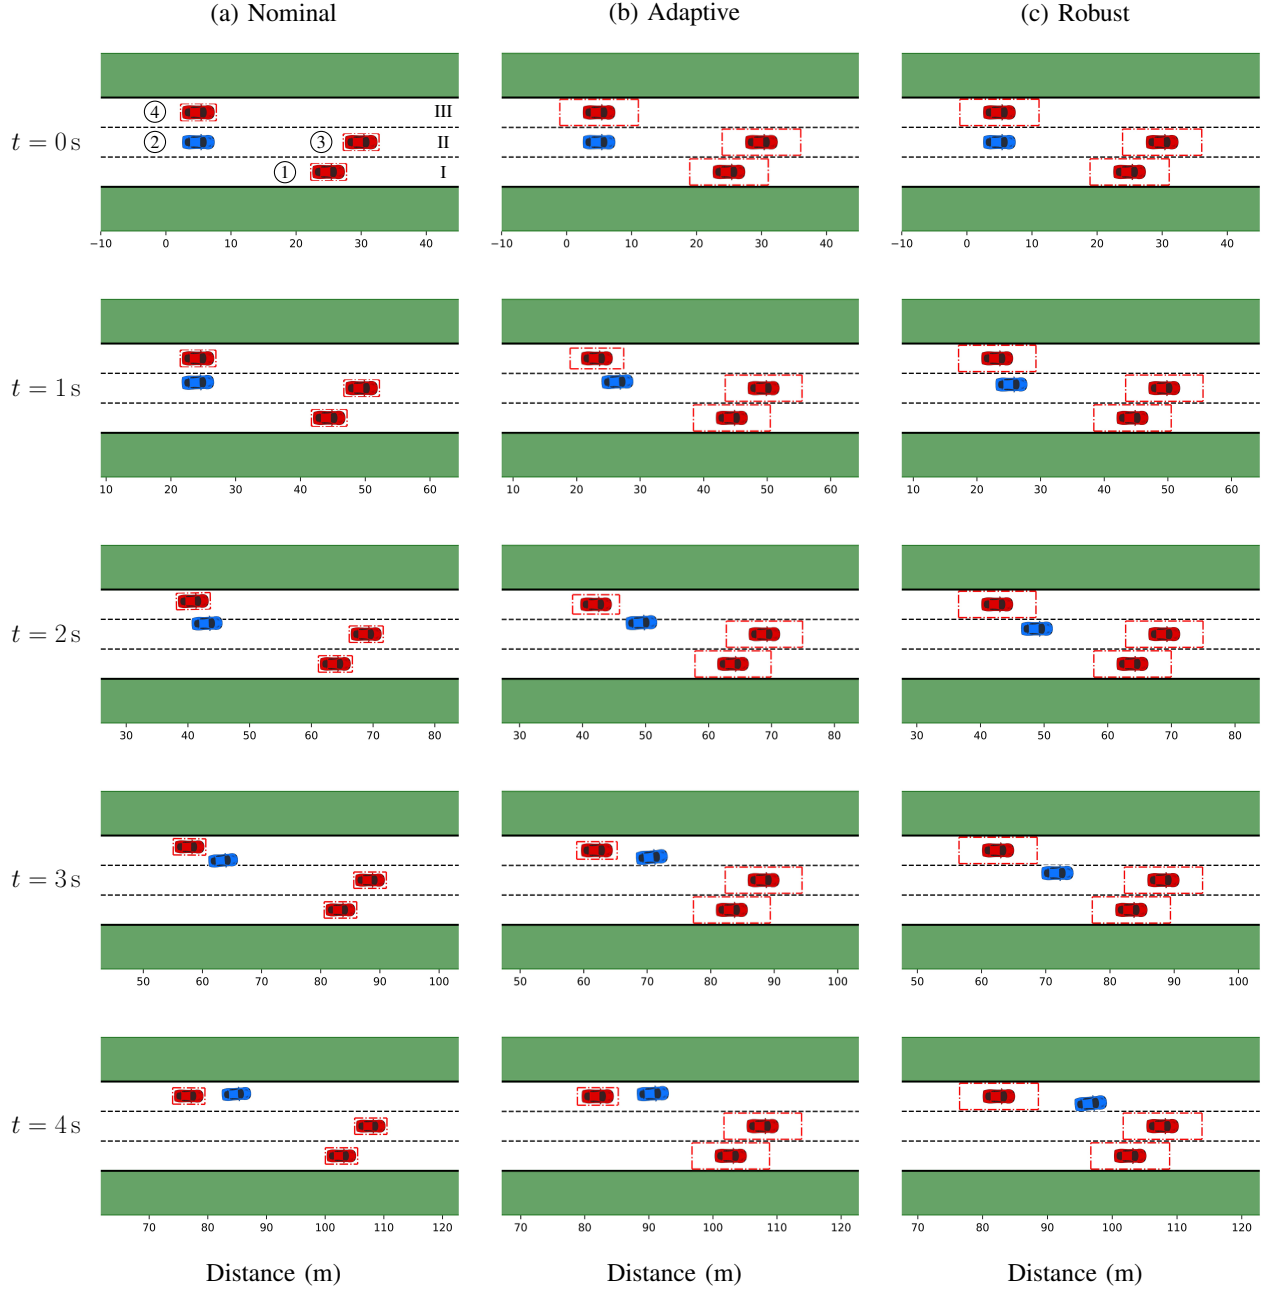 (a) Nominal (b) Adaptive (c) Robust
④ III
t = 0 s ② ③ II
① I
−10 0 10 20 30 40 −10 0 10 20 30 40 −10 0 10 20 30 40
t = 1 s
10 20 30 40 50 60 10 20 30 40 50 60 10 20 30 40 50 60
t = 2 s
30 40 50 60 70 80 30 40 50 60 70 80 30 40 50 60 70 80
t = 3 s
50 60 70 80 90 100 50 60 70 80 90 100 50 60 70 80 90 100
t = 4 s
70 80 90 100 110 120 70 80 90 100 110 120 70 80 90 100 110 120
Distance (m) Distance (m) Distance (m)